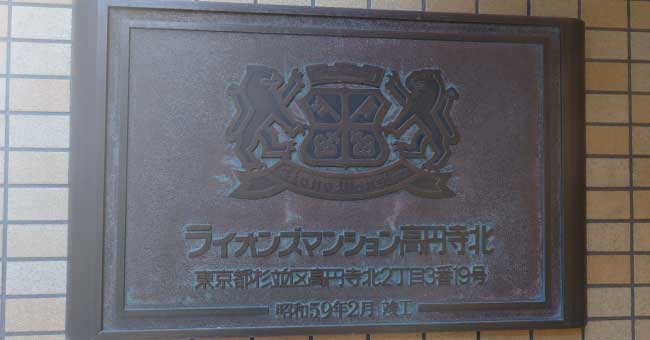 Lions Mansion
ライオンズマンション高円寺北
東京都杉並区高円寺北2丁目3番19号
昭和59年2月 竣工